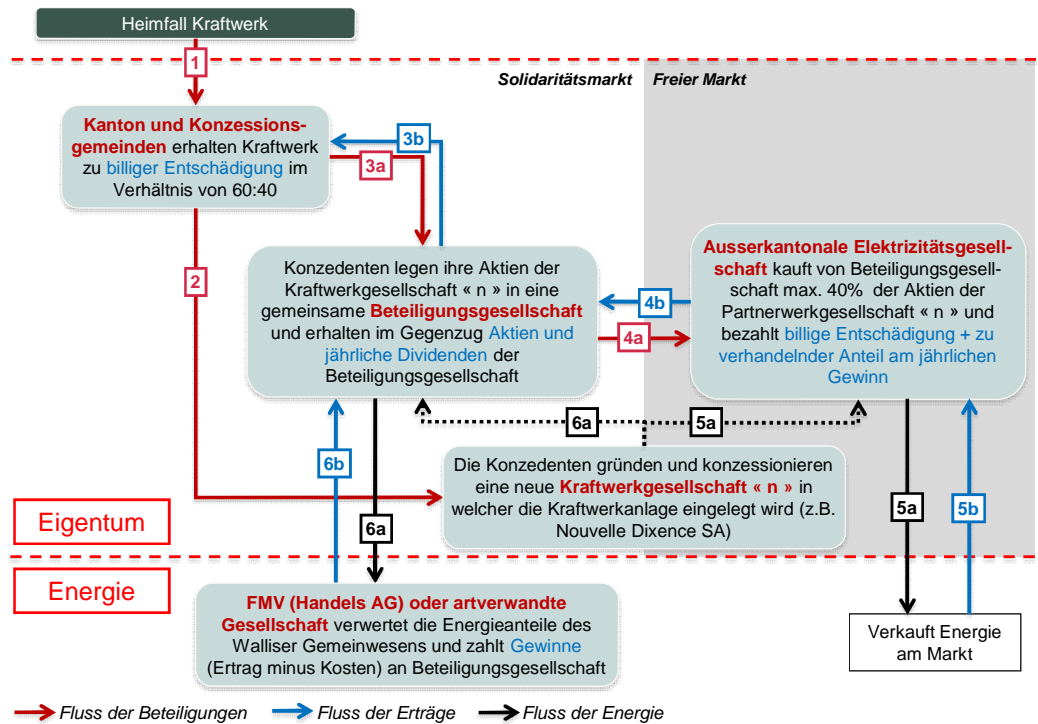 Heimfall Kraftwerk
1
Solidaritätsmarkt
Freier Markt
Kanton und Konzessions-
gemeinden erhalten Kraftwerk
zu billiger Entschädigung im
Verhältnis von 60:40
3b
3a
2
Konzedenten legen ihre Aktien der
Kraftwerkgesellschaft « n » in eine
gemeinsame Beteiligungsgesellschaft
und erhalten im Gegenzug Aktien und
jährliche Dividenden der
Beteiligungsgesellschaft
4b
4a
Ausserkantonale Elektrizitätsgesell-
schaft kauft von Beteiligungsgesell-
schaft max. 40% der Aktien der
Partnerwerkgesellschaft « n » und
bezahlt billige Entschädigung + zu
verhandelnder Anteil am jährlichen
Gewinn
6a
5a
6b
Die Konzedenten gründen und konzessionieren
eine neue Kraftwerkgesellschaft « n » in
welcher die Kraftwerkanlage eingelegt wird (z.B.
Nouvelle Dixence SA)
6a
5a
5b
Eigentum
Energie
FMV (Handels AG) oder artverwandte
Gesellschaft verwertet die Energieanteile des
Walliser Gemeinwesens und zahlt Gewinne
(Ertrag minus Kosten) an Beteiligungsgesellschaft
Verkauft Energie
am Markt
Fluss der Beteiligungen
Fluss der Erträge
Fluss der Energie